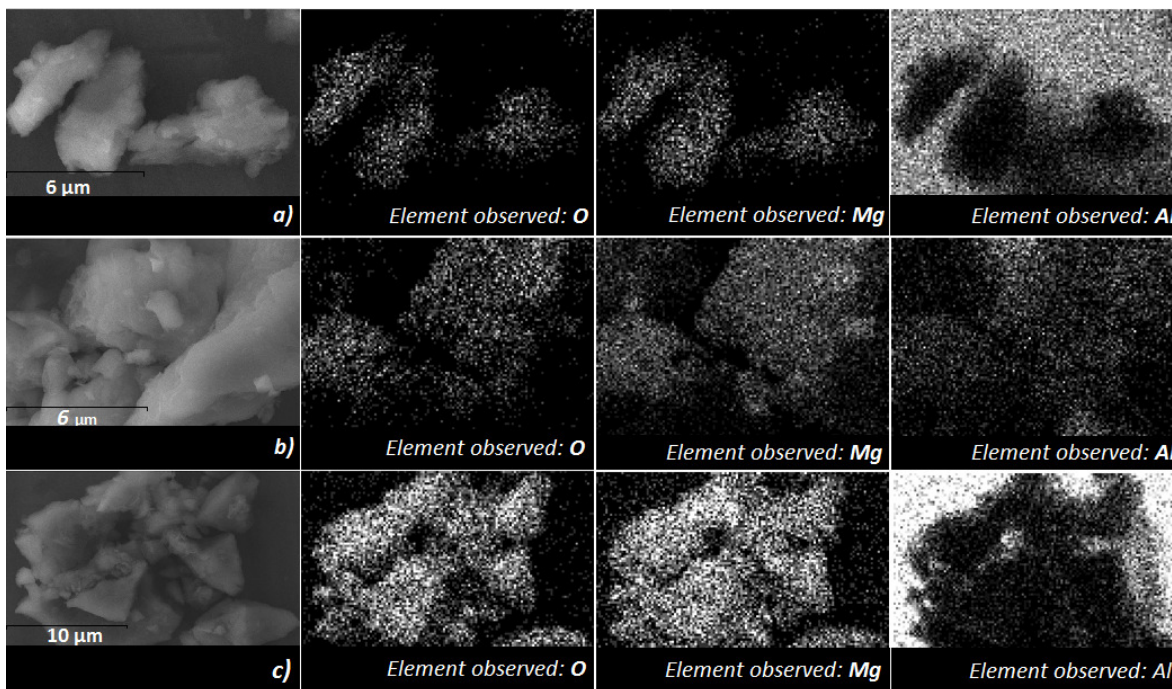 6 μm
a)
Element observed: O
Element observed: Mg
Element observed: Al
6 μm
b)
Element observed: O
Element observed: Mg
Element observed: Al
10 μm
c)
Element observed: O
Element observed: Mg
Element observed: Al